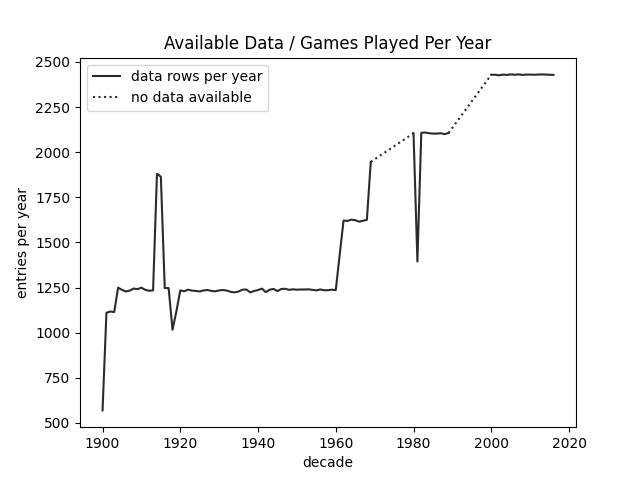 Available Data / Games Played Per Year
data rows per year
no data available
entries per year
2500
2250
2000
1750
1500
1250
1000
750
500
1900 1920 1940 1960 1980 2000 2020
decade